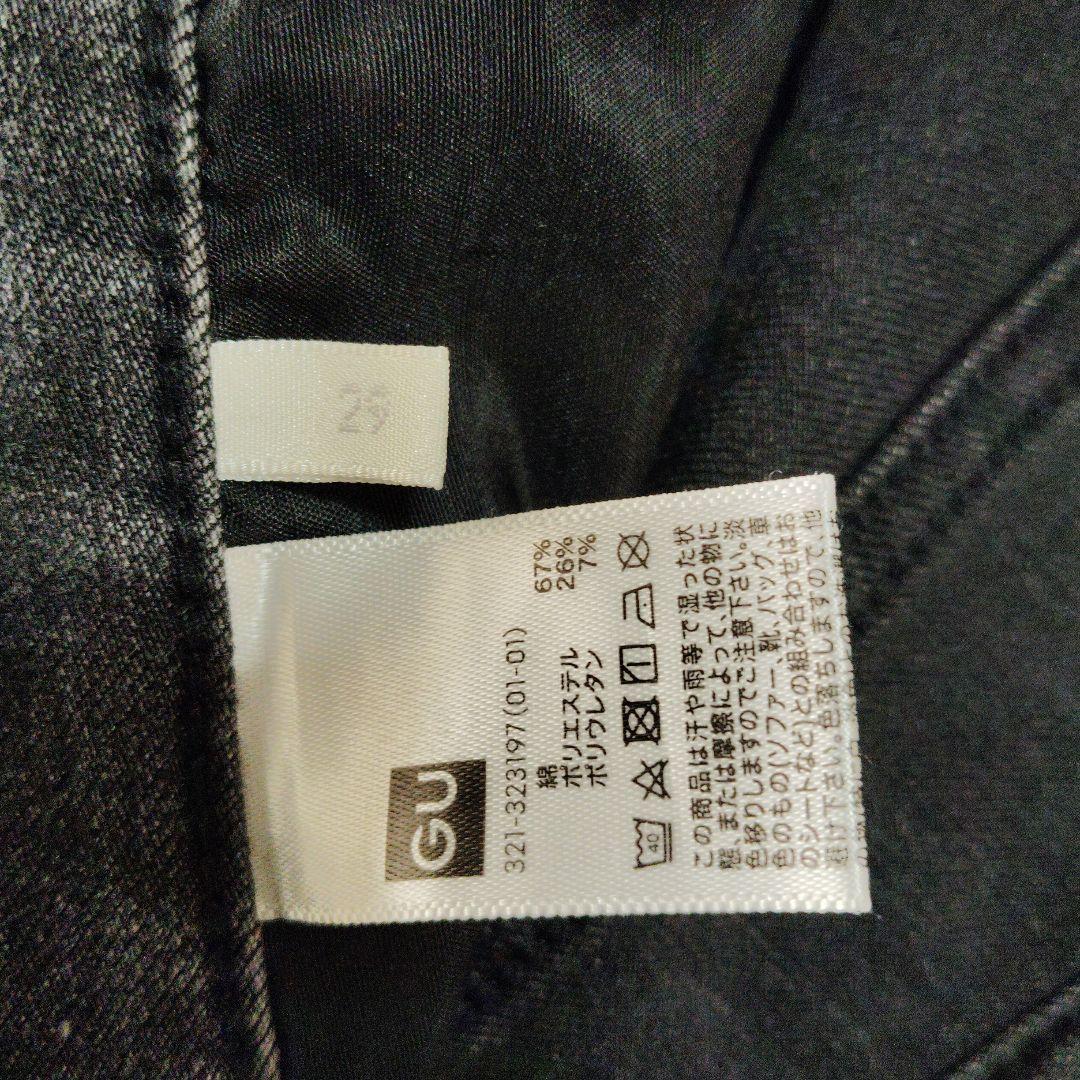 25
GU
321-323197(01-01)
綿 67%
ポリエステル 26%
ポリウレタン 7%
40
この商品は汗や雨等で湿った状
態、または摩擦によって、他の物に
色移りしますのでご注意下さい。淡
色のもの(ソファー、靴、バッグ、車
のシートなど)との組み合わせはお
避け下さい。色落ちしますので、他